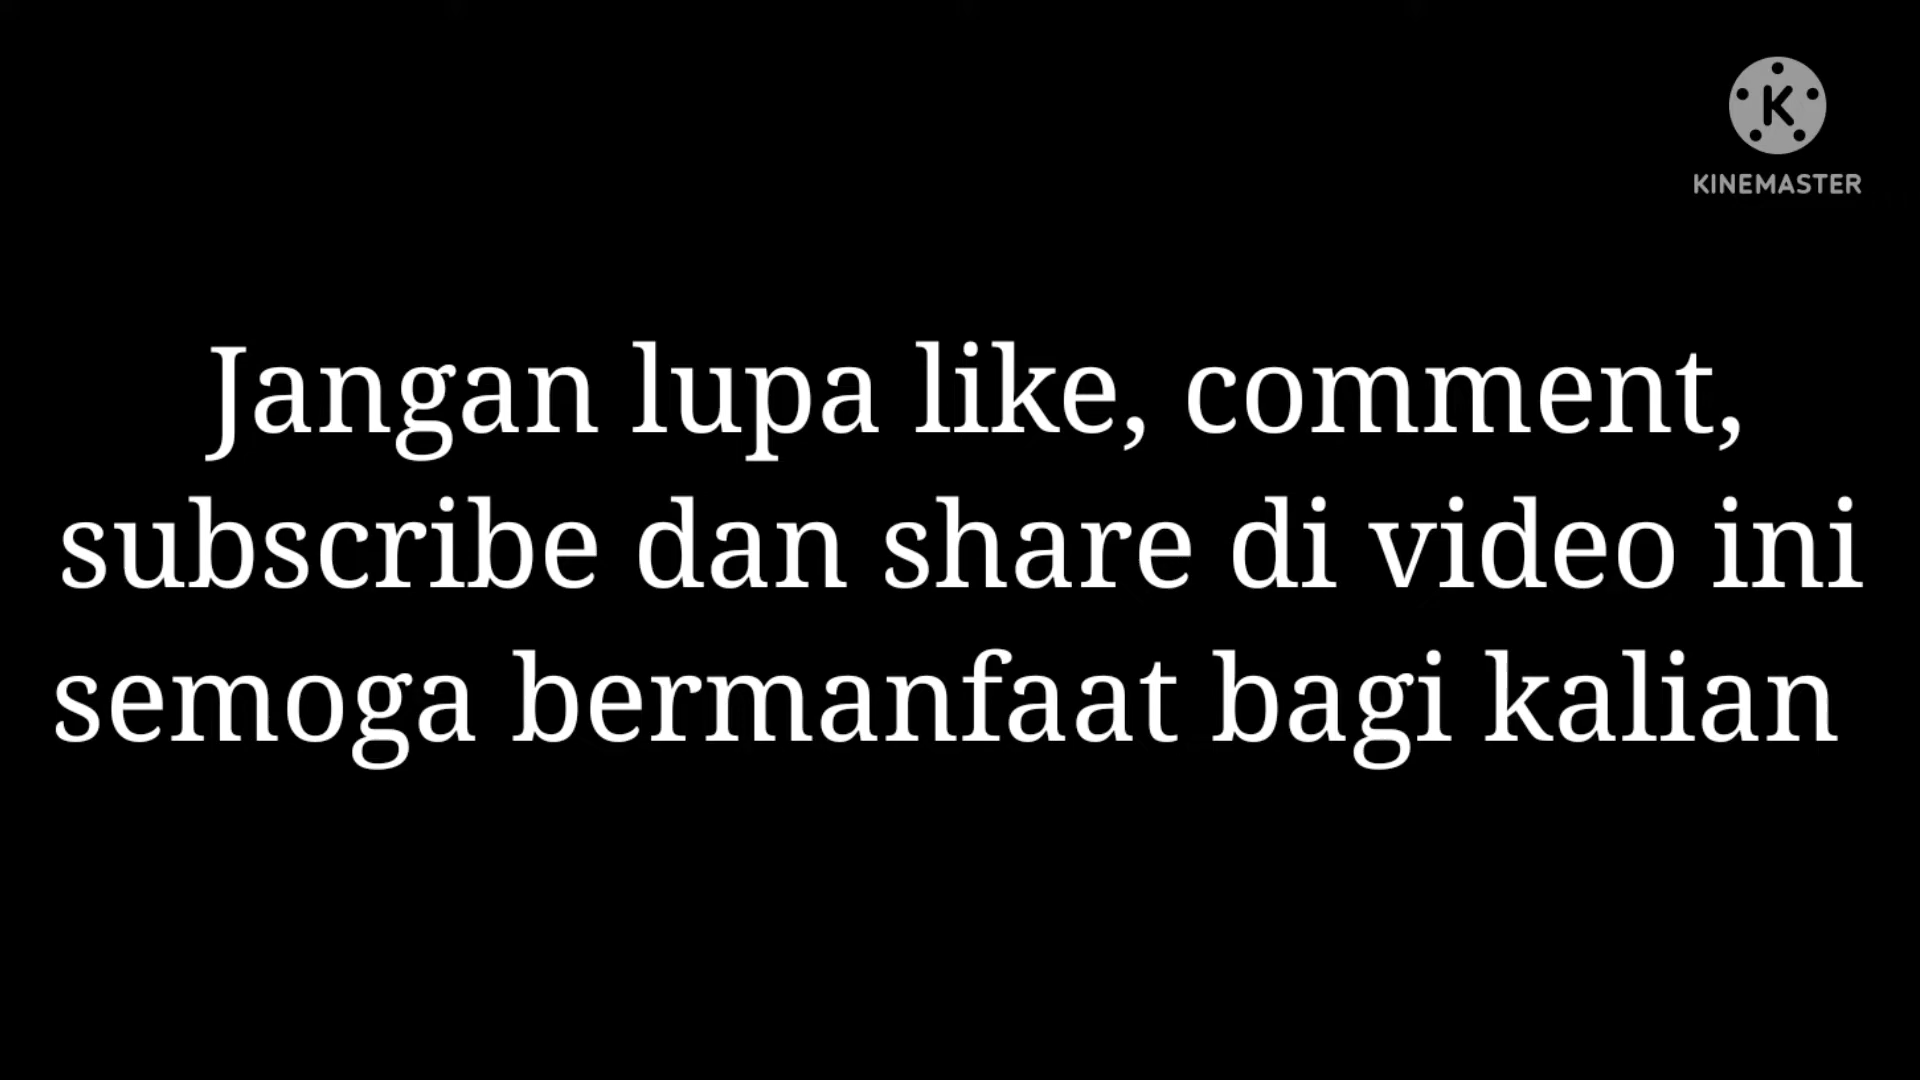 K
KINEMASTER
Jangan lupa like, comment,
subscribe dan share di video ini
semoga bermanfaat bagi kalian